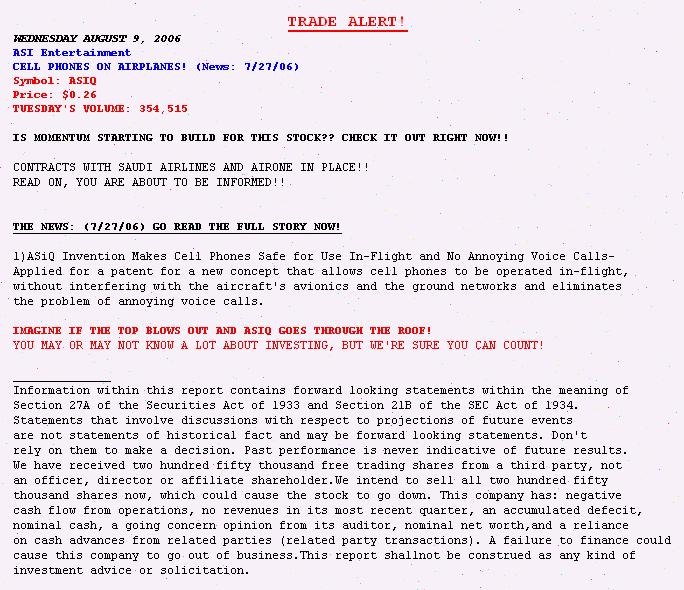 TRADE ALERT!
WEDNESDAY AUGUST 9, 2006
ASI Entertainment
CELL PHONES ON AIRPLANES! (News: 7/27/06)
Symbol: ASIQ
Price: $0.26
TUESDAY'S VOLUME: 354,515
IS MOMENTUM STARTING TO BUILD FOR THIS STOCK?? CHECK IT OUT RIGHT NOW!!
CONTRACTS WITH SAUDI AIRLINES AND AIRONE IN PLACE!!
READ ON, YOU ARE ABOUT TO BE INFORMED!!
THE NEWS: (7/27/06) GO READ THE FULL STORY NOW!
1)ASiQ Invention Makes Cell Phones Safe for Use In-Flight and No Annoying Voice Calls-
Applied for a patent for a new concept that allows cell phones to be operated in-flight,
without interfering with the aircraft's avionics and the ground networks and eliminates
the problem of annoying voice calls.
IMAGINE IF THE TOP BLOWS OUT AND ASIQ GOES THROUGH THE ROOF!
YOU MAY OR MAY NOT KNOW A LOT ABOUT INVESTING, BUT WE'RE SURE YOU CAN COUNT!
Information within this report contains forward looking statements within the meaning of
Section 27A of the Securities Act of 1933 and Section 21B of the SEC Act of 1934.
Statements that involve discussions with respect to projections of future events
are not statements of historical fact and may be forward looking statements. Don't
rely on them to make a decision. Past performance is never indicative of future results.
We have received two hundred fifty thousand free trading shares from a third party, not
an officer, director or affiliate shareholder.We intend to sell all two hundred fifty
thousand shares now, which could cause the stock to go down. This company has: negative
cash flow from operations, no revenues in its most recent quarter, an accumulated defecit,
nominal cash, a going concern opinion from its auditor, nominal net worth,and a reliance
on cash advances from related parties (related party transactions). A failure to finance could
cause this company to go out of business.This report shallnot be construed as any kind of
investment advice or solicitation.